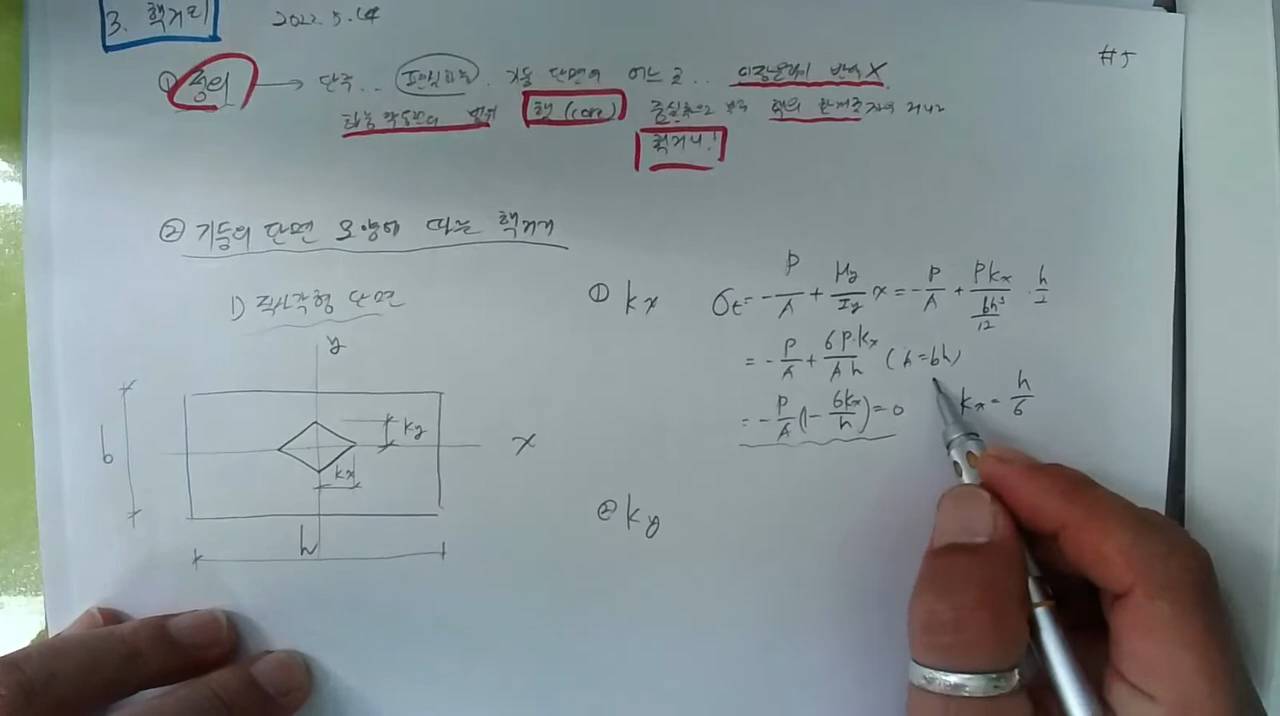 3. 핵거리 2022. 5. 14
#5
① 정의 → 단주.. 편심하중. 기둥 단면의 어느 곳.. 인장응력이 발생X
하중 작용점의 범위 핵(core) 중심축으로 부터 핵의 한계점까지 거리
핵거리!
② 기둥의 단면 모양에 따른 핵거리
1) 직사각형 단면
y
x
b
h
ky
kx
① kx σt = -P/A + My/Iy x = -P/A + Pkx/(bh³/12) · h/2
= -P/A + 6P·kx/Ah (A=bh)
= -P/A (1 - 6kx/h) = 0 kx = h/6
② ky